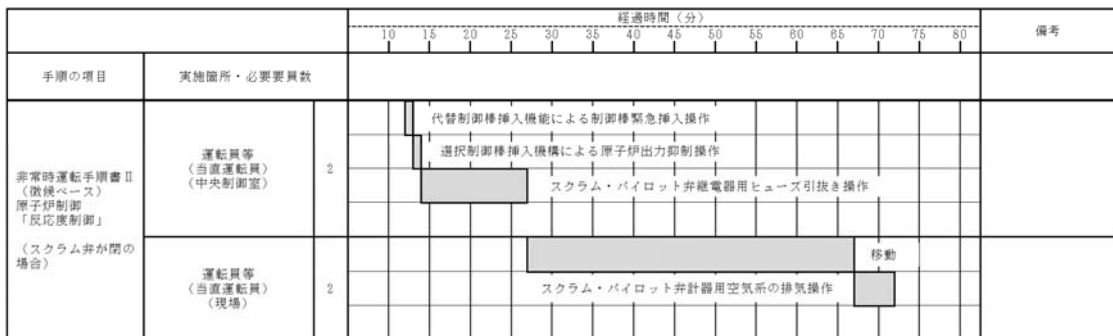 経過時間（分）
備考
10 15 20 25 30 35 40 45 50 55 60 65 70 75 80
手順の項目
実施箇所・必要要員数
非常時運転手順書Ⅱ
（徴候ベース）
原子炉制御
「反応度制御」
（スクラム弁が閉の
場合）
運転員等
（当直運転員）
（中央制御室）
2
代替制御棒挿入機能による制御棒緊急挿入操作
選択制御棒挿入機構による原子炉出力抑制操作
スクラム・パイロット弁継電器用ヒューズ引抜き操作
運転員等
（当直運転員）
（現場）
2
移動
スクラム・パイロット弁計器用空気系の排気操作